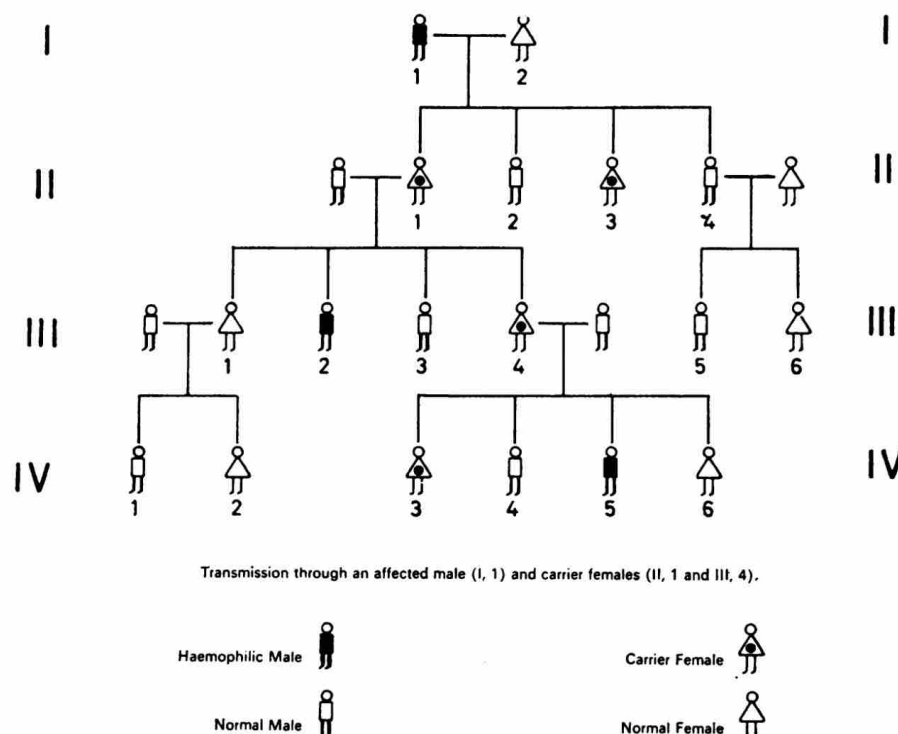 I I
1 2
II II
1 2 3 4
III III
1 2 3 4 5 6
IV IV
1 2 3 4 5 6
Transmission through an affected male (I, 1) and carrier females (II, 1 and III, 4).
Haemophilic Male Carrier Female
Normal Male Normal Female